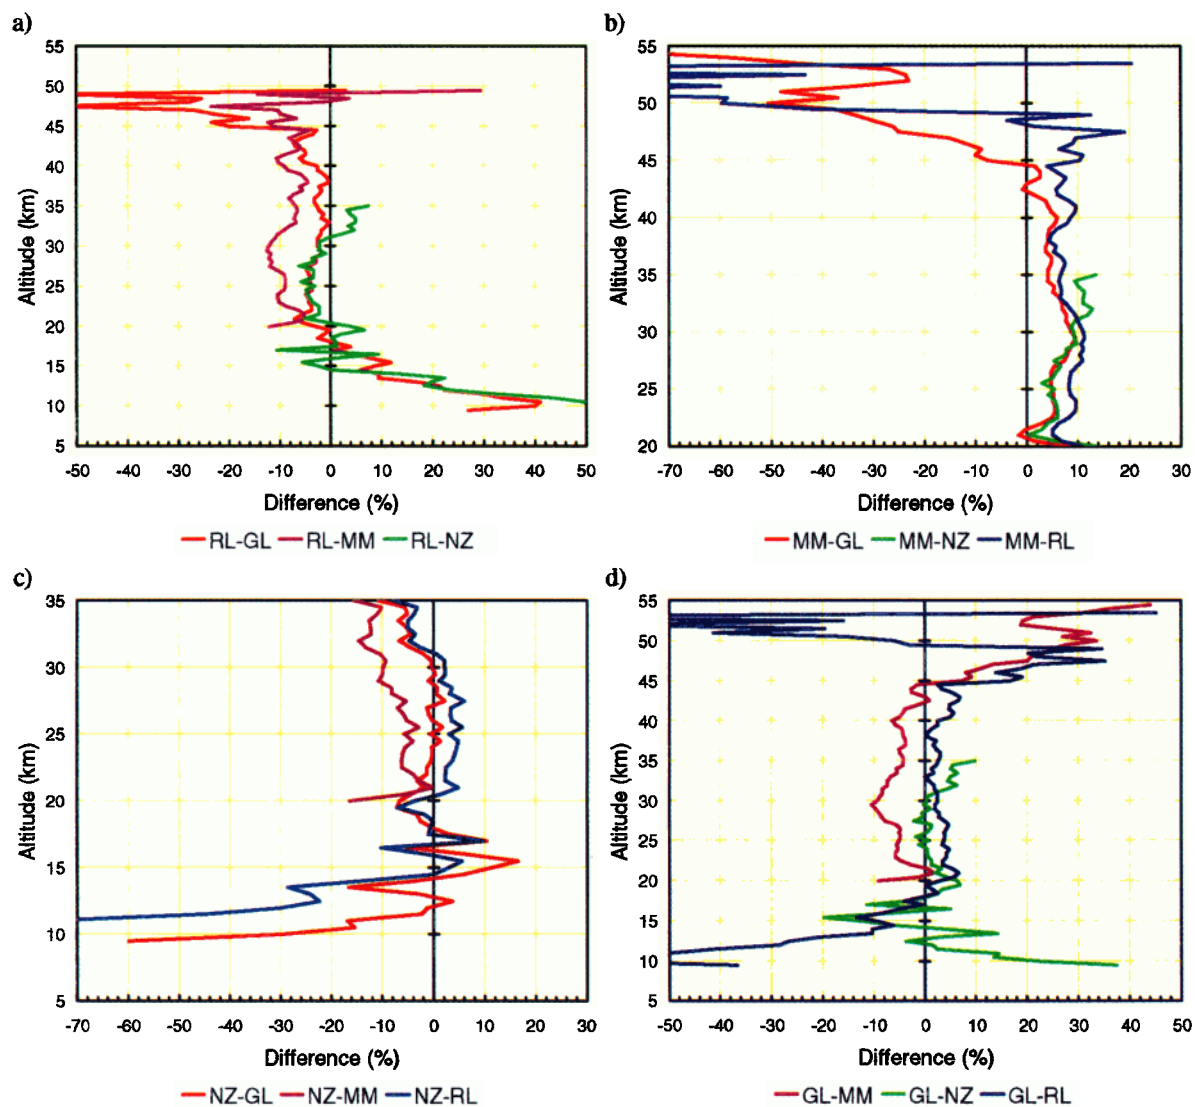 a)
b)
55
50
45
40
35
30
25
20
15
10
5
Altitude (km)
-50 -40 -30 -20 -10 0 10 20 30 40 50
Difference (%)
RL-GL RL-MM RL-NZ
55
50
45
40
35
30
25
20
Altitude (km)
-70 -60 -50 -40 -30 -20 -10 0 10 20 30
Difference (%)
MM-GL MM-NZ MM-RL
c)
d)
35
30
25
20
15
10
5
Altitude (km)
-70 -60 -50 -40 -30 -20 -10 0 10 20 30
Difference (%)
NZ-GL NZ-MM NZ-RL
55
50
45
40
35
30
25
20
15
10
5
Altitude (km)
-50 -40 -30 -20 -10 0 10 20 30 40 50
Difference (%)
GL-MM GL-NZ GL-RL